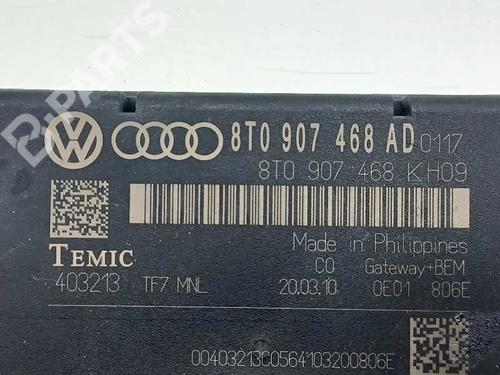 B-PARTS
8T0 907 468 AD 0117
8T0 907 468 K H09
TEMIC
Made in Philippines
CO Gateway+BEM
403213 TF7 MNL 20.03.10 0E01 806E
00403213C0564103200806E